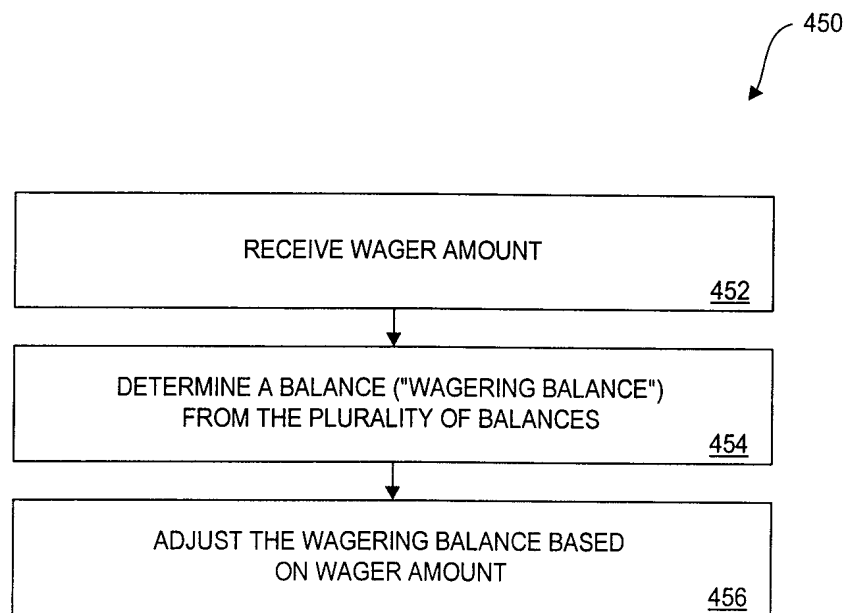 450
RECEIVE WAGER AMOUNT
452
DETERMINE A BALANCE ("WAGERING BALANCE")
FROM THE PLURALITY OF BALANCES
454
ADJUST THE WAGERING BALANCE BASED
ON WAGER AMOUNT
456